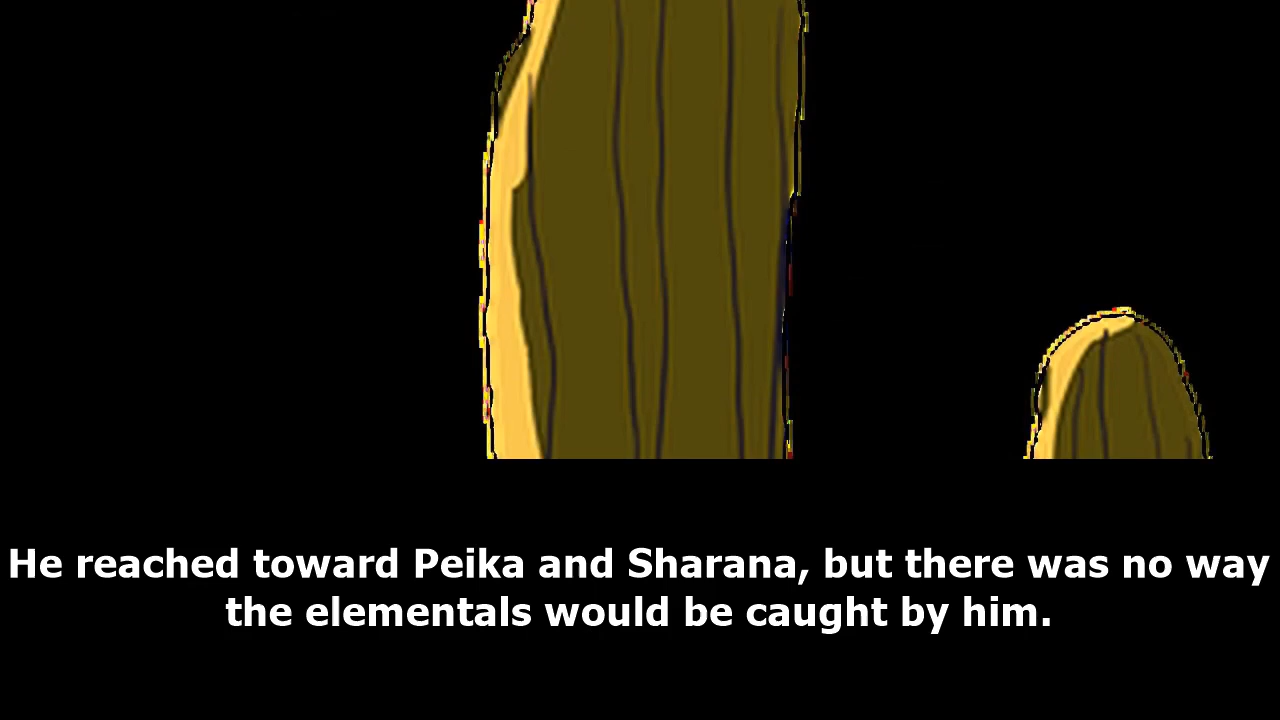 He reached toward Peika and Sharana, but there was no way
the elementals would be caught by him.